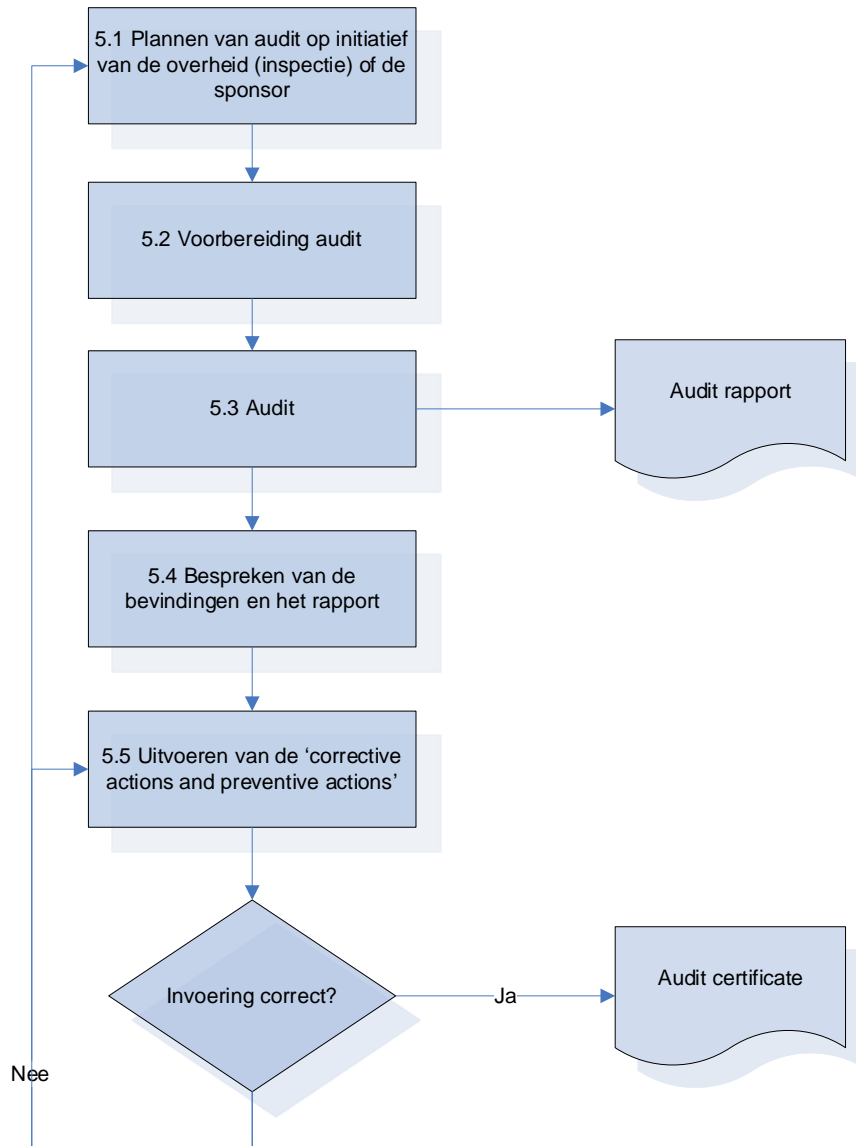 5.1 Plannen van audit op initiatief
van de overheid (inspectie) of de
sponsor
5.2 Voorbereiding audit
5.3 Audit
Audit rapport
5.4 Bespreken van de
bevindingen en het rapport
5.5 Uitvoeren van de ‘corrective
actions and preventive actions’
Invoering correct?
Ja
Audit certificate
Nee